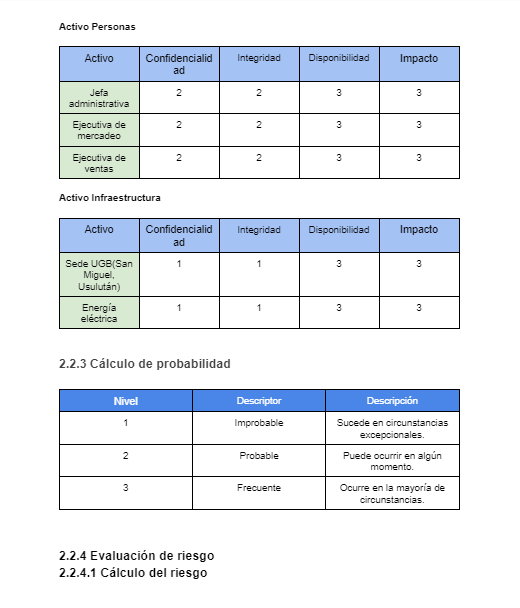 Activo Personas
Activo Confidencialid Integridad Disponibilidad Impacto
ad
Jefa 2 2 3 3
administrativa
Ejecutiva de 2 2 3 3
mercadeo
Ejecutiva de 2 2 3 3
ventas
Activo Infraestructura
Activo Confidencialid Integridad Disponibilidad Impacto
ad
Sede UGB(San 1 1 3 3
Miguel,
Usulután)
Energía 1 1 3 3
eléctrica
2.2.3 Cálculo de probabilidad
Nivel Descriptor Descripción
1 Improbable Sucede en circunstancias
excepcionales.
2 Probable Puede ocurrir en algún
momento.
3 Frecuente Ocurre en la mayoría de
circunstancias.
2.2.4 Evaluación de riesgo
2.2.4.1 Cálculo del riesgo